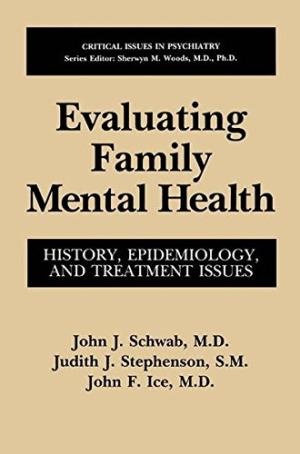 CRITICAL ISSUES IN PSYCHIATRY
Series Editor: Sherwyn M. Woods, M.D., Ph.D.
Evaluating
Family
Mental Health
HISTORY, EPIDEMIOLOGY,
AND TREATMENT ISSUES
John J. Schwab, M.D.
Judith J. Stephenson, S.M.
John F. Ice, M.D.